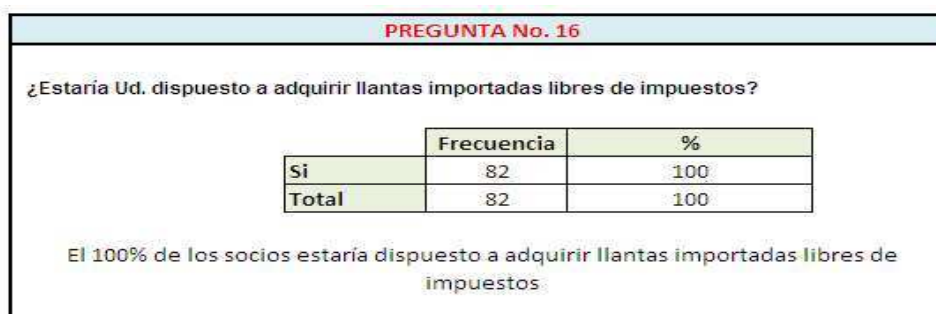 PREGUNTA No. 16
¿Estaría Ud. dispuesto a adquirir llantas importadas libres de impuestos?
Frecuencia %
Si 82 100
Total 82 100
El 100% de los socios estaría dispuesto a adquirir llantas importadas libres de
impuestos